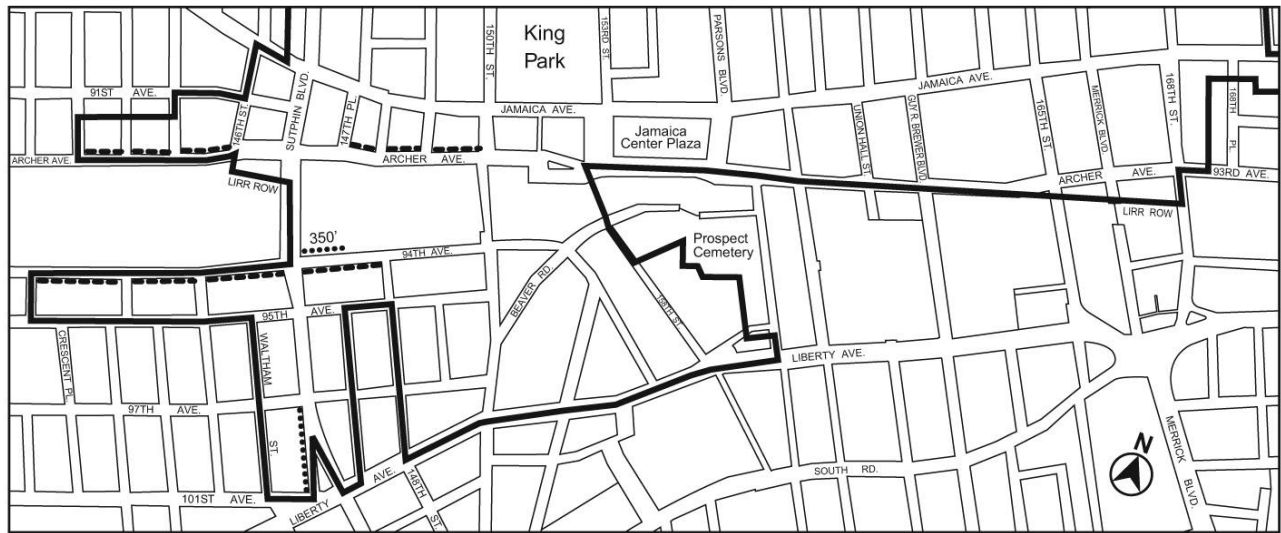 King
Park
150TH ST.
153RD ST.
PARSONS BLVD.
SUTPHIN BLVD.
147TH PL.
146TH ST.
91ST AVE.
JAMAICA AVE.
JAMAICA AVE.
168TH ST.
MERRICK BLVD.
165TH ST.
168TH PL.
UNION HALL ST.
GUY R. BREWER BLVD.
Jamaica
Center Plaza
ARCHER AVE.
ARCHER AVE.
ARCHER AVE.
93RD AVE.
LIRR ROW
LIRR ROW
350'
94TH AVE.
Prospect
Cemetery
BEAVER RD.
158TH ST.
95TH AVE.
WALTHAM ST.
CRESCENT PL.
LIBERTY AVE.
97TH AVE.
148TH ST.
SOUTH RD.
101ST AVE.
LIBERTY AVE.
MERRICK BLVD.
N